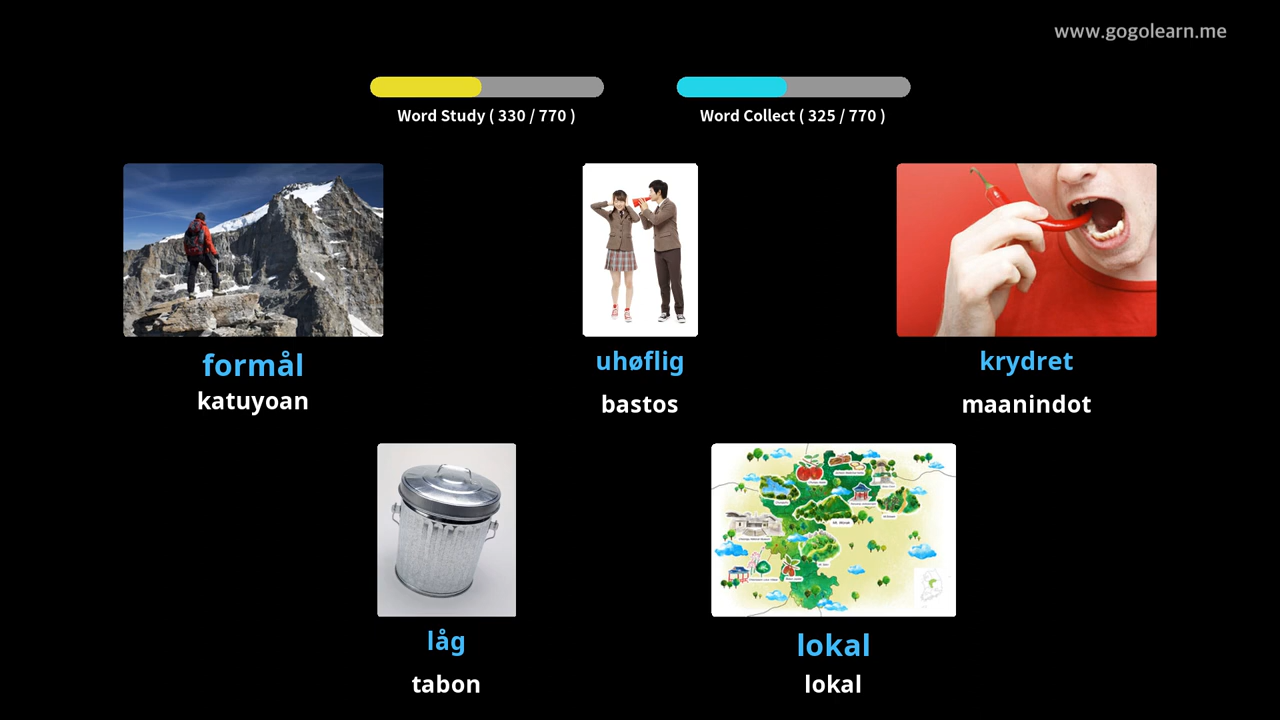 www.gogolearn.me
Word Study ( 330 / 770 )
Word Collect ( 325 / 770 )
formål
katuyoan
uhøflig
bastos
krydret
maanindot
låg
tabon
lokal
lokal